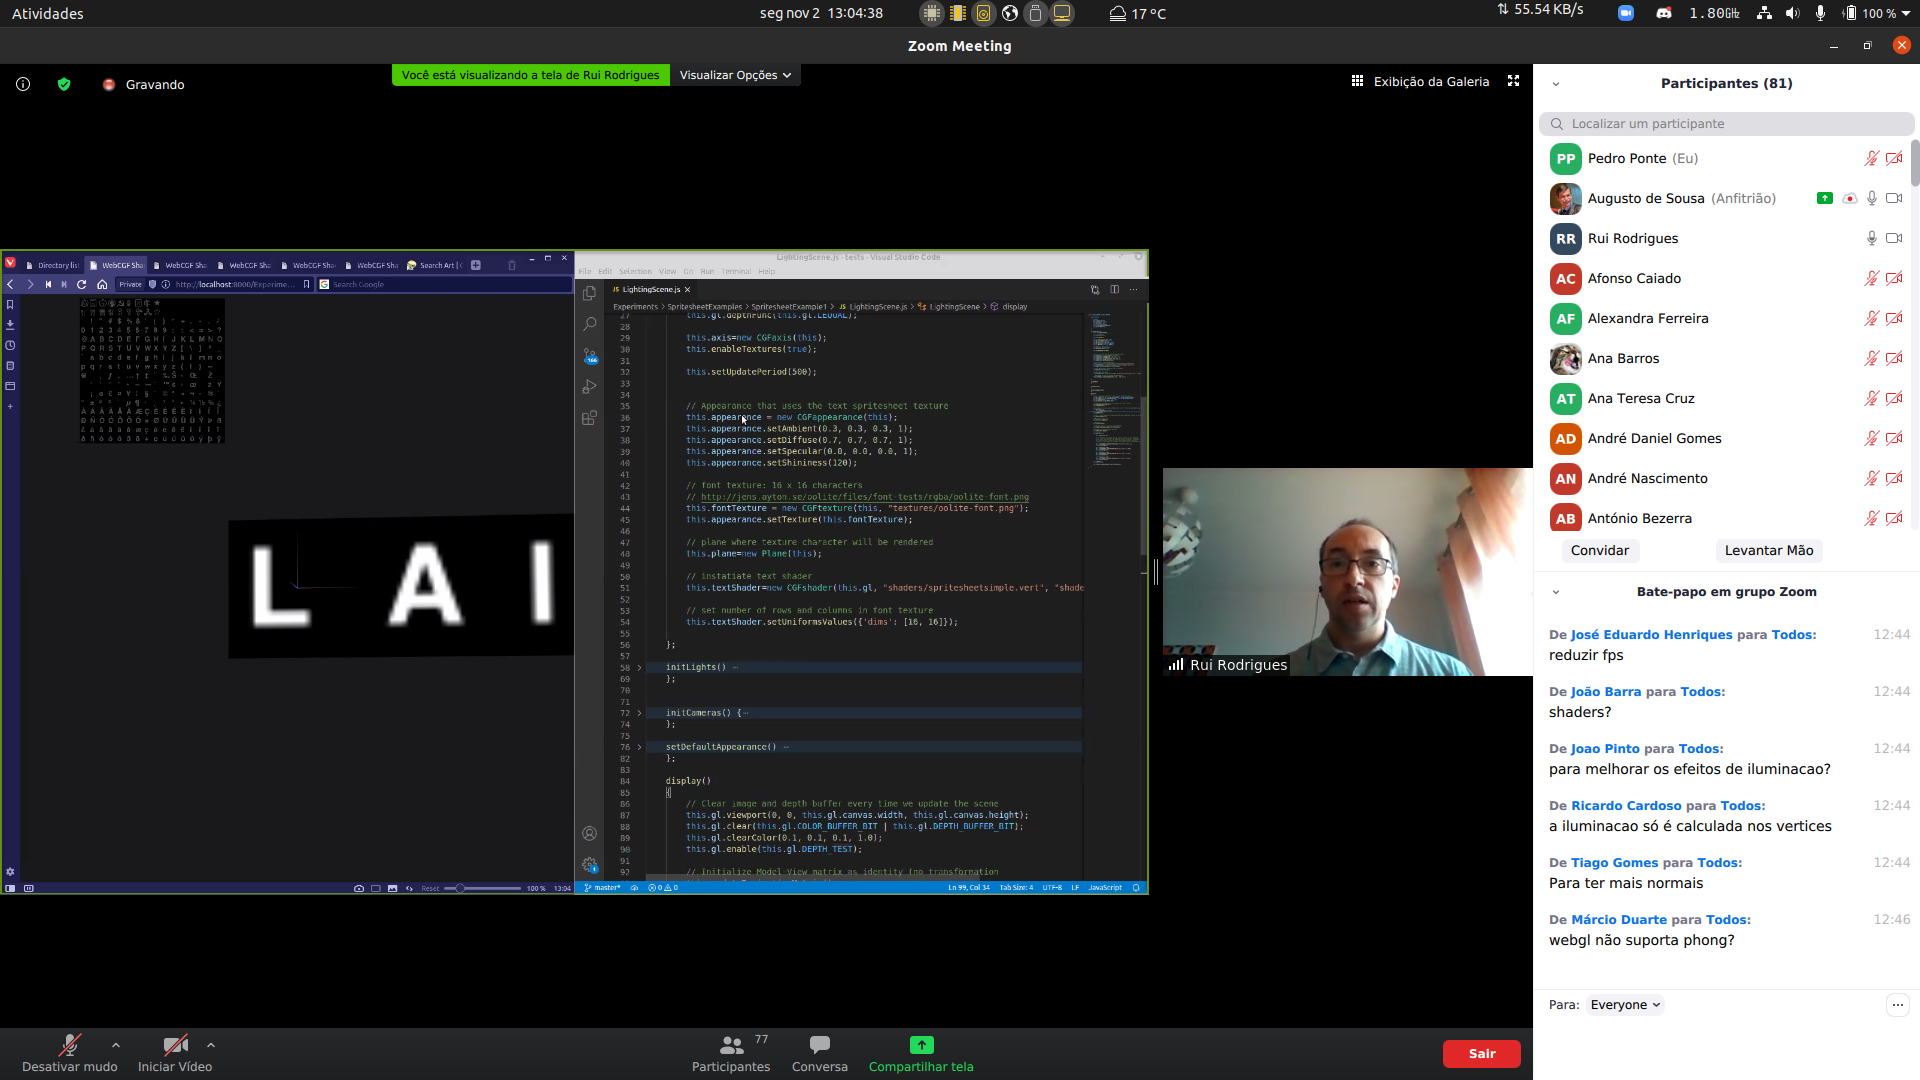 Atividades
seg nov 2 13:04:38
17 °C
55.54 KB/s
1.80GHz
100 %
Zoom Meeting
Gravando
Você está visualizando a tela de Rui Rodrigues
Visualizar Opções
Exibição da Galeria
Directory lis
WebCGF Sha
WebCGF Sha
WebCGF Sha
WebCGF Sha
WebCGF Sha
Search Art | 
Private
http://localhost:8000/Experime...
Search Google
L A I
Reset
100 %
13:04
LightingScene.js - tests - Visual Studio Code
File Edit Selection View Go Run Terminal Help
JS LightingScene.js
Experiments > SpritesheetExamples > SpritesheetExample1 > JS LightingScene.js > LightingScene > display
27 this.gl.depthFunc(this.gl.LEQUAL);
28
29 this.axis=new CGFaxis(this);
30 this.enableTextures(true);
31
32 this.setUpdatePeriod(500);
33
34
35 // Appearance that uses the text spritesheet texture
36 this.appearance = new CGFappearance(this);
37 this.appearance.setAmbient(0.3, 0.3, 0.3, 1);
38 this.appearance.setDiffuse(0.7, 0.7, 0.7, 1);
39 this.appearance.setSpecular(0.0, 0.0, 0.0, 1);
40 this.appearance.setShininess(120);
41
42 // font texture: 16 x 16 characters
43 // http://jens.ayton.se/oolite/files/font-tests/rgba/oolite-font.png
44 this.fontTexture = new CGFtexture(this, "textures/oolite-font.png");
45 this.appearance.setTexture(this.fontTexture);
46
47 // plane where texture character will be rendered
48 this.plane=new Plane(this);
49
50 // instatiate text shader
51 this.textShader=new CGFshader(this.gl, "shaders/spritesheetsimple.vert", "shade
52
53 // set number of rows and columns in font texture
54 this.textShader.setUniformsValues({'dims': [16, 16]});
55
56 };
57
58 initLights() ⋯
69 };
70
71
72 initCameras() {⋯
74 };
75
76 setDefaultAppearance() ⋯
82 };
83
84 display()
85 {
86 // Clear image and depth buffer every time we update the scene
87 this.gl.viewport(0, 0, this.gl.canvas.width, this.gl.canvas.height);
88 this.gl.clear(this.gl.COLOR_BUFFER_BIT | this.gl.DEPTH_BUFFER_BIT);
89 this.gl.clearColor(0.1, 0.1, 0.1, 1.0);
90 this.gl.enable(this.gl.DEPTH_TEST);
91
92 // Initialize Model View matrix as identity (no transformation
166
master*
0 0
Ln 99, Col 34 Tab Size: 4 UTF-8 LF JavaScript
Rui Rodrigues
Participantes (81)
Localizar um participante
PP Pedro Ponte (Eu)
Augusto de Sousa (Anfitrião)
RR Rui Rodrigues
AC Afonso Caiado
AF Alexandra Ferreira
Ana Barros
AT Ana Teresa Cruz
AD André Daniel Gomes
AN André Nascimento
AB António Bezerra
Convidar
Levantar Mão
Bate-papo em grupo Zoom
De José Eduardo Henriques para Todos: 12:44
reduzir fps
De João Barra para Todos: 12:44
shaders?
De Joao Pinto para Todos: 12:44
para melhorar os efeitos de iluminacao?
De Ricardo Cardoso para Todos: 12:44
a iluminacao só é calculada nos vertices
De Tiago Gomes para Todos: 12:44
Para ter mais normais
De Márcio Duarte para Todos: 12:46
webgl não suporta phong?
Para: Everyone
Desativar mudo
Iniciar Vídeo
Participantes
77
Conversa
Compartilhar tela
Sair